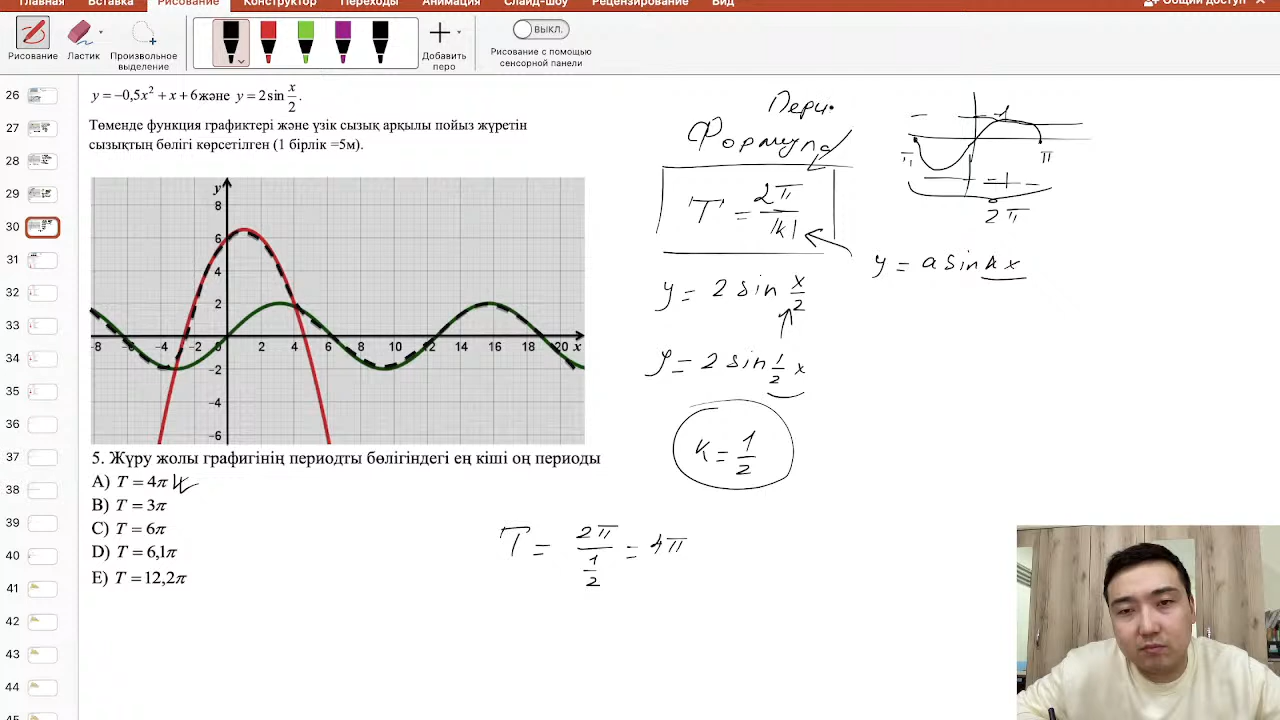 Главная Вставка Рисование Конструктор Переходы Анимация Слайд-шоу Рецензирование Вид Общий доступ
Рисование
Ластик
Произвольное
выделение
Добавить
перо
ВЫКЛ.
Рисование с помощью
сенсорной панели
26
27
28
29
30
31
32
33
34
35
36
37
38
39
40
41
42
43
44
y = −0,5x² + x + 6 және y = 2 sin x/2.
Төменде функция графиктері және үзік сызық арқылы пойыз жүретін
сызықтың бөлігі көрсетілген (1 бірлік =5м).
y
8
6
4
2
-8 -6 -4 -2 0 2 4 6 8 10 12 14 16 18 20 x
-2
-4
-6
5. Жүру жолы графигінің периодты бөлігіндегі ең кіші оң периоды
A) T = 4π
B) T = 3π
C) T = 6π
D) T = 6,1π
E) T = 12,2π
T = 2π / 1/2 = 4π
Пери
Формула
T = 2π/|k|
y = 2 sin x/2
y = 2 sin 1/2 x
k = 1/2
1
π π
-1
2π
y = a sin k x